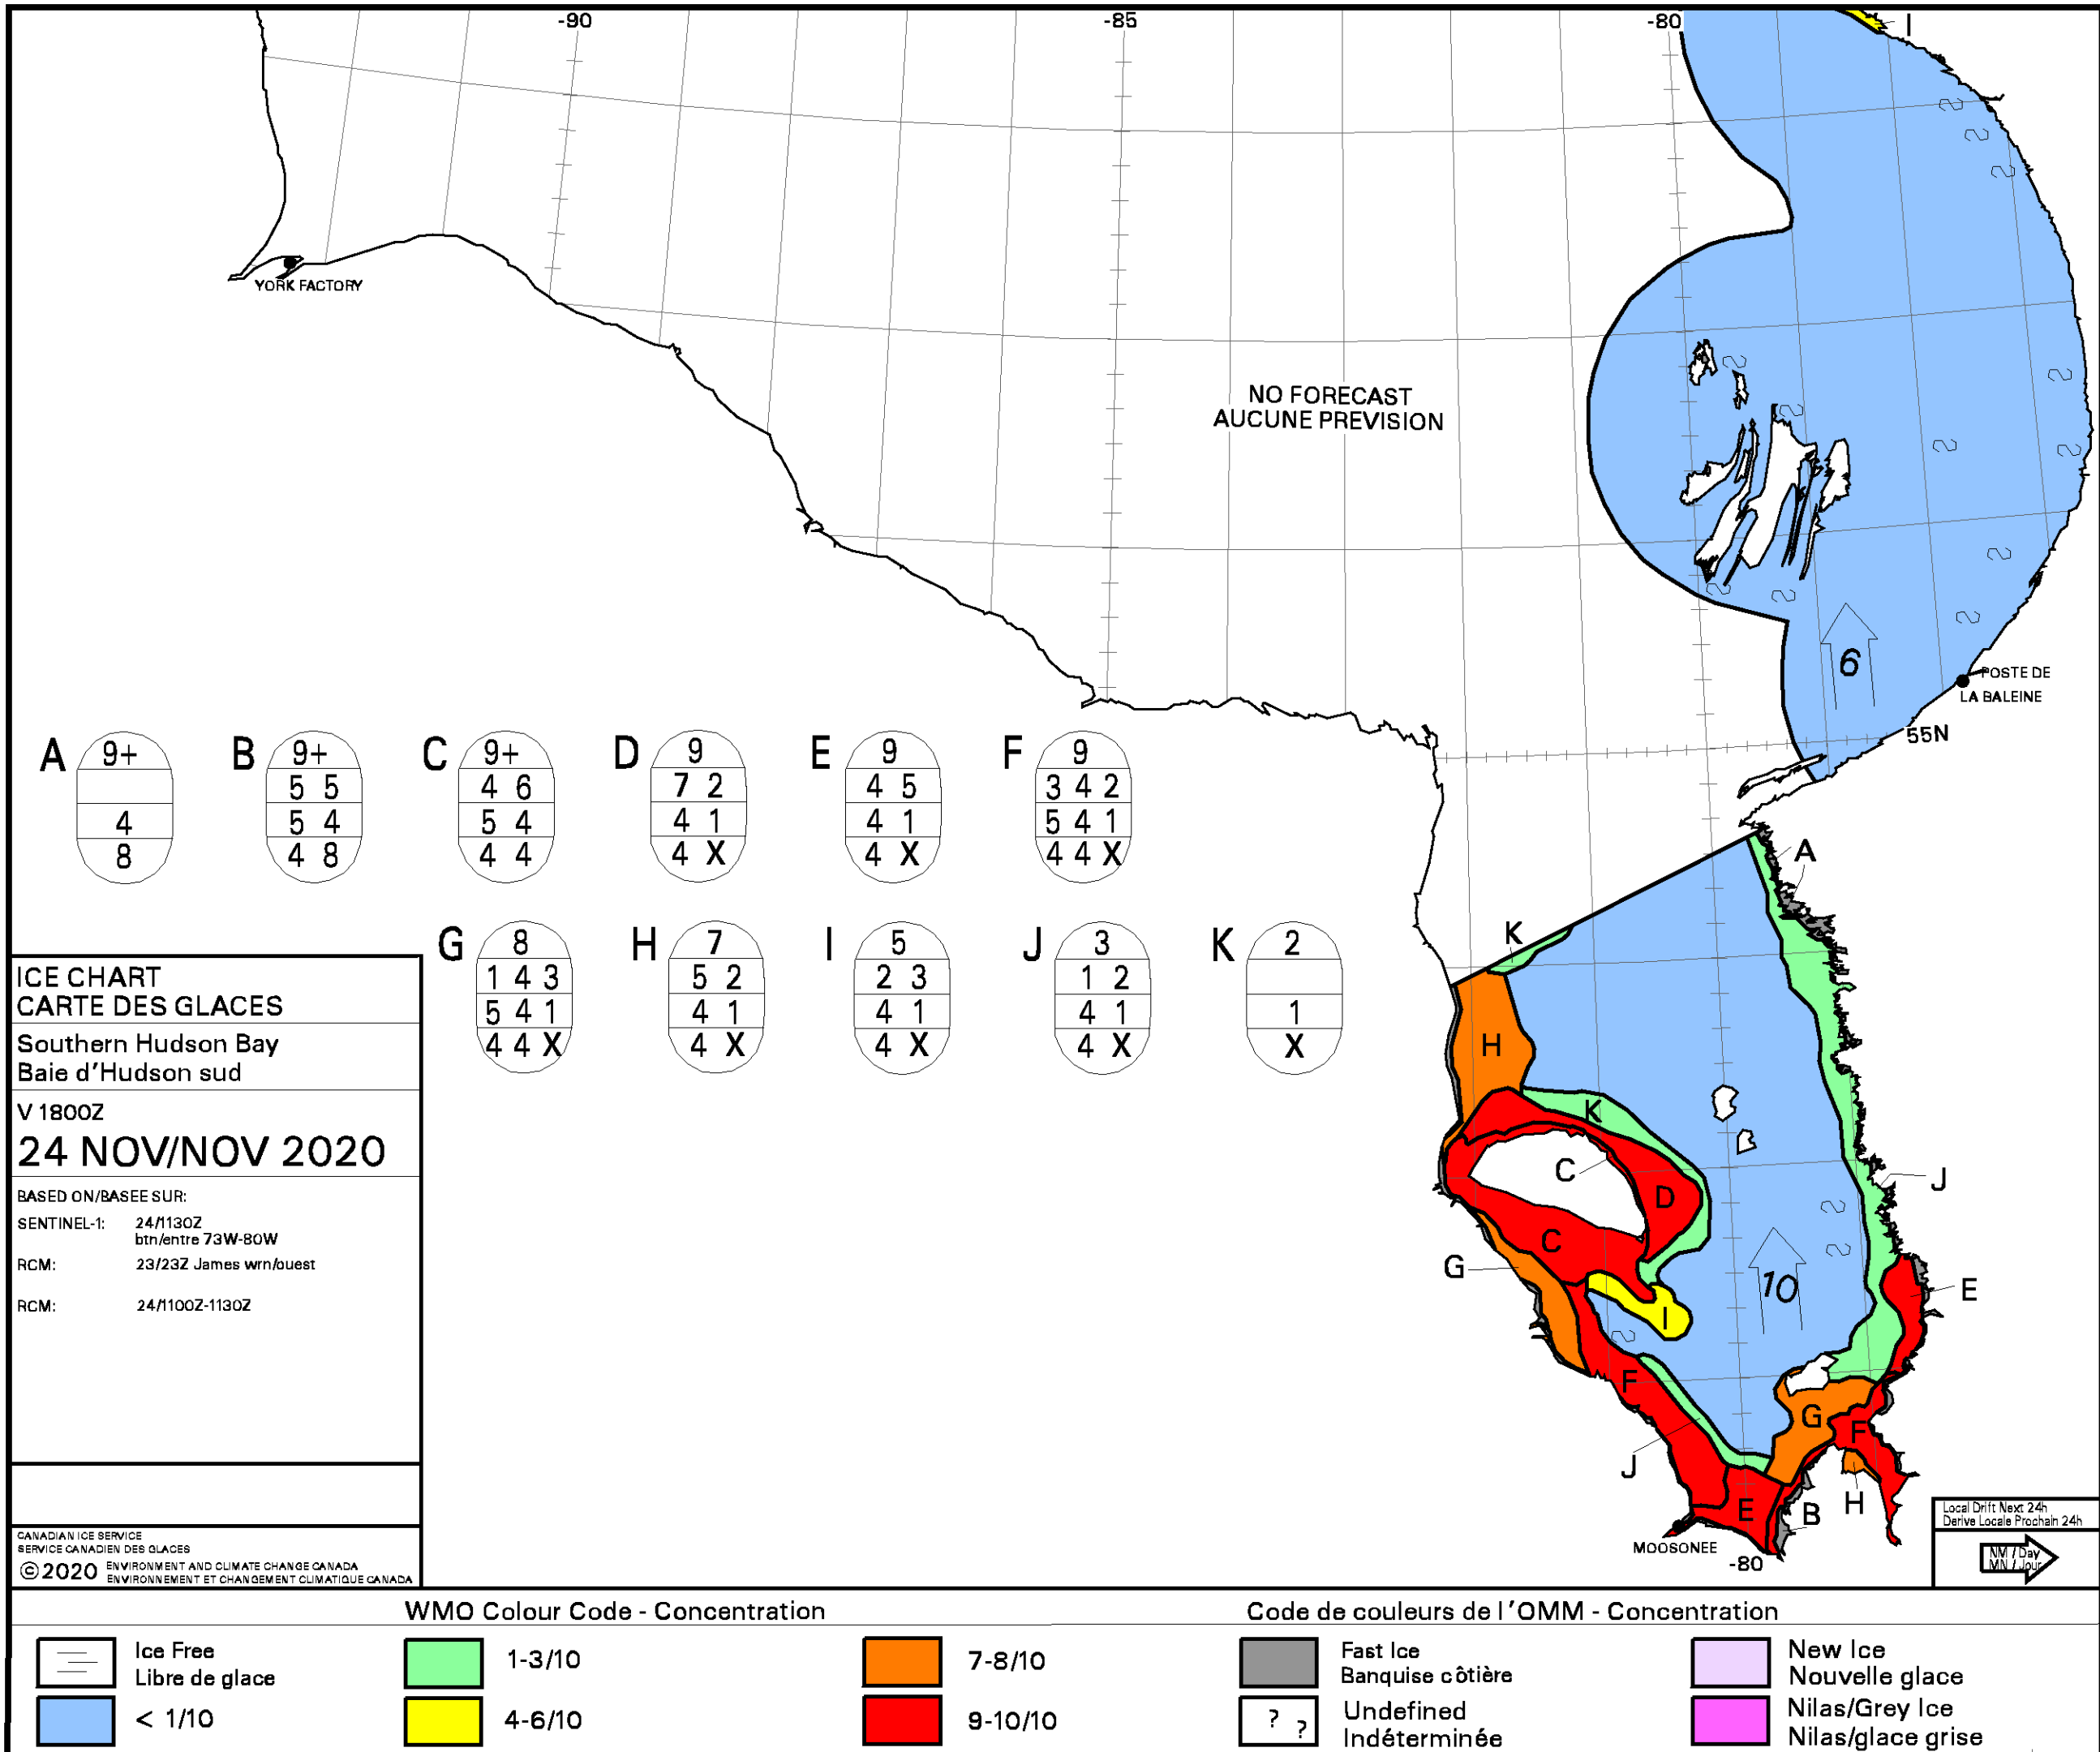 -90
-85
-80
I
YORK FACTORY
NO FORECAST
AUCUNE PREVISION
6
POSTE DE
LA BALEINE
55N
A
9+
4
8
B
9+
5 5
5 4
4 8
C
9+
4 6
5 4
4 4
D
9
7 2
4 1
4 X
E
9
4 5
4 1
4 X
F
9
3 4 2
5 4 1
4 4 X
G
8
1 4 3
5 4 1
4 4 X
H
7
5 2
4 1
4 X
I
5
2 3
4 1
4 X
J
3
1 2
4 1
4 X
K
2
1
X
A
K
H
K
C
D
J
C
G
10
E
I
F
G
F
J
E
B
H
MOOSONEE
-80
ICE CHART
CARTE DES GLACES
Southern Hudson Bay
Baie d'Hudson sud
V 1800Z
24 NOV/NOV 2020
BASED ON/BASEE SUR:
SENTINEL-1: 24/1130Z
btn/entre 73W-80W
RCM: 23/23Z James wrn/ouest
RCM: 24/1100Z-1130Z
CANADIAN ICE SERVICE
SERVICE CANADIEN DES GLACES
© 2020 ENVIRONMENT AND CLIMATE CHANGE CANADA
ENVIRONNEMENT ET CHANGEMENT CLIMATIQUE CANADA
Local Drift Next 24h
Derive Locale Prochain 24h
NM / Day
MN / Jour
WMO Colour Code - Concentration
Code de couleurs de l'OMM - Concentration
Ice Free
Libre de glace
< 1/10
1-3/10
4-6/10
7-8/10
9-10/10
Fast Ice
Banquise côtière
? ?
Undefined
Indéterminée
New Ice
Nouvelle glace
Nilas/Grey Ice
Nilas/glace grise